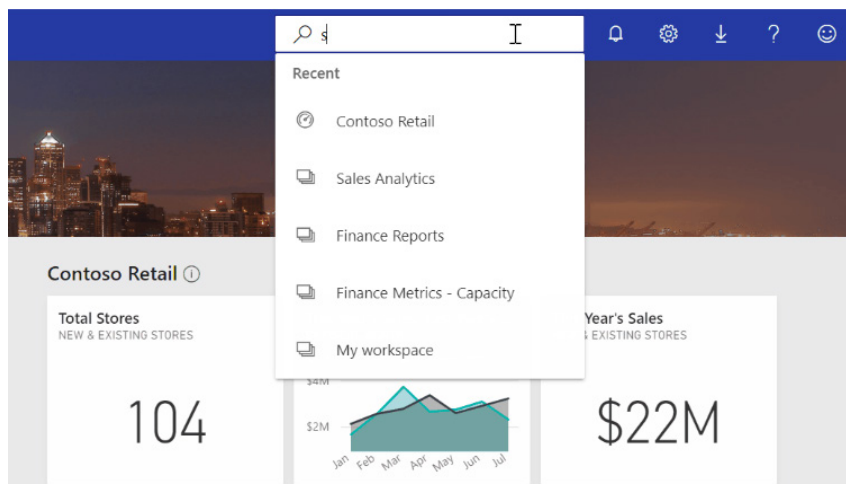 s
Recent
Contoso Retail
Sales Analytics
Finance Reports
Finance Metrics - Capacity
My workspace
Contoso Retail
Total Stores
NEW & EXISTING STORES
104
$4M
$2M
Jan Feb Mar Apr May Jun Jul
Year's Sales
& EXISTING STORES
$22M